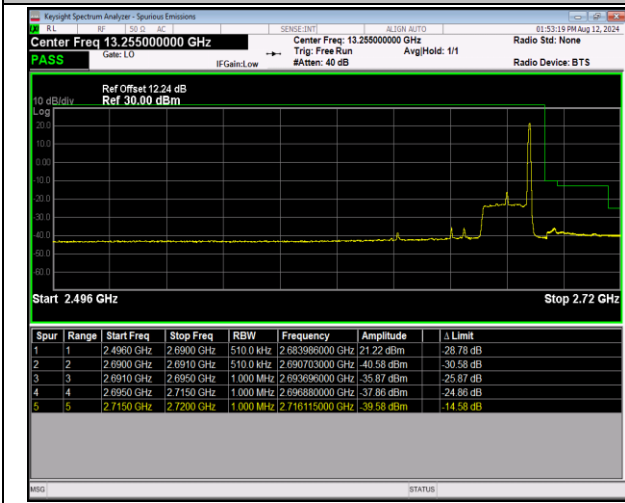 Keysight Spectrum Analyzer - Spurious Emissions
RL RF 50 Ω AC SENSE:INT ALIGN AUTO 01:53:19 PM Aug 12, 2024
Center Freq 13.255000000 GHz Center Freq: 13.255000000 GHz Radio Std: None
PASS Gate: LO IFGain:Low Trig: Free Run Avg|Hold: 1/1
#Atten: 40 dB Radio Device: BTS
Ref Offset 12.24 dB
10 dB/div Ref 30.00 dBm
Log
20.0
10.0
0.00
-10.0
-20.0
-30.0
-40.0
-50.0
-60.0
Start 2.496 GHz Stop 2.72 GHz
Spur Range Start Freq Stop Freq RBW Frequency Amplitude Δ Limit
1 1 2.4960 GHz 2.6900 GHz 510.0 kHz 2.683986000 GHz 21.22 dBm -28.78 dB
2 2 2.6900 GHz 2.6910 GHz 510.0 kHz 2.690703000 GHz -40.58 dBm -30.58 dB
3 3 2.6910 GHz 2.6950 GHz 1.000 MHz 2.693696000 GHz -35.87 dBm -25.87 dB
4 4 2.6950 GHz 2.7150 GHz 1.000 MHz 2.696880000 GHz -37.86 dBm -24.86 dB
5 5 2.7150 GHz 2.7200 GHz 1.000 MHz 2.716115000 GHz -39.58 dBm -14.58 dB
MSG STATUS